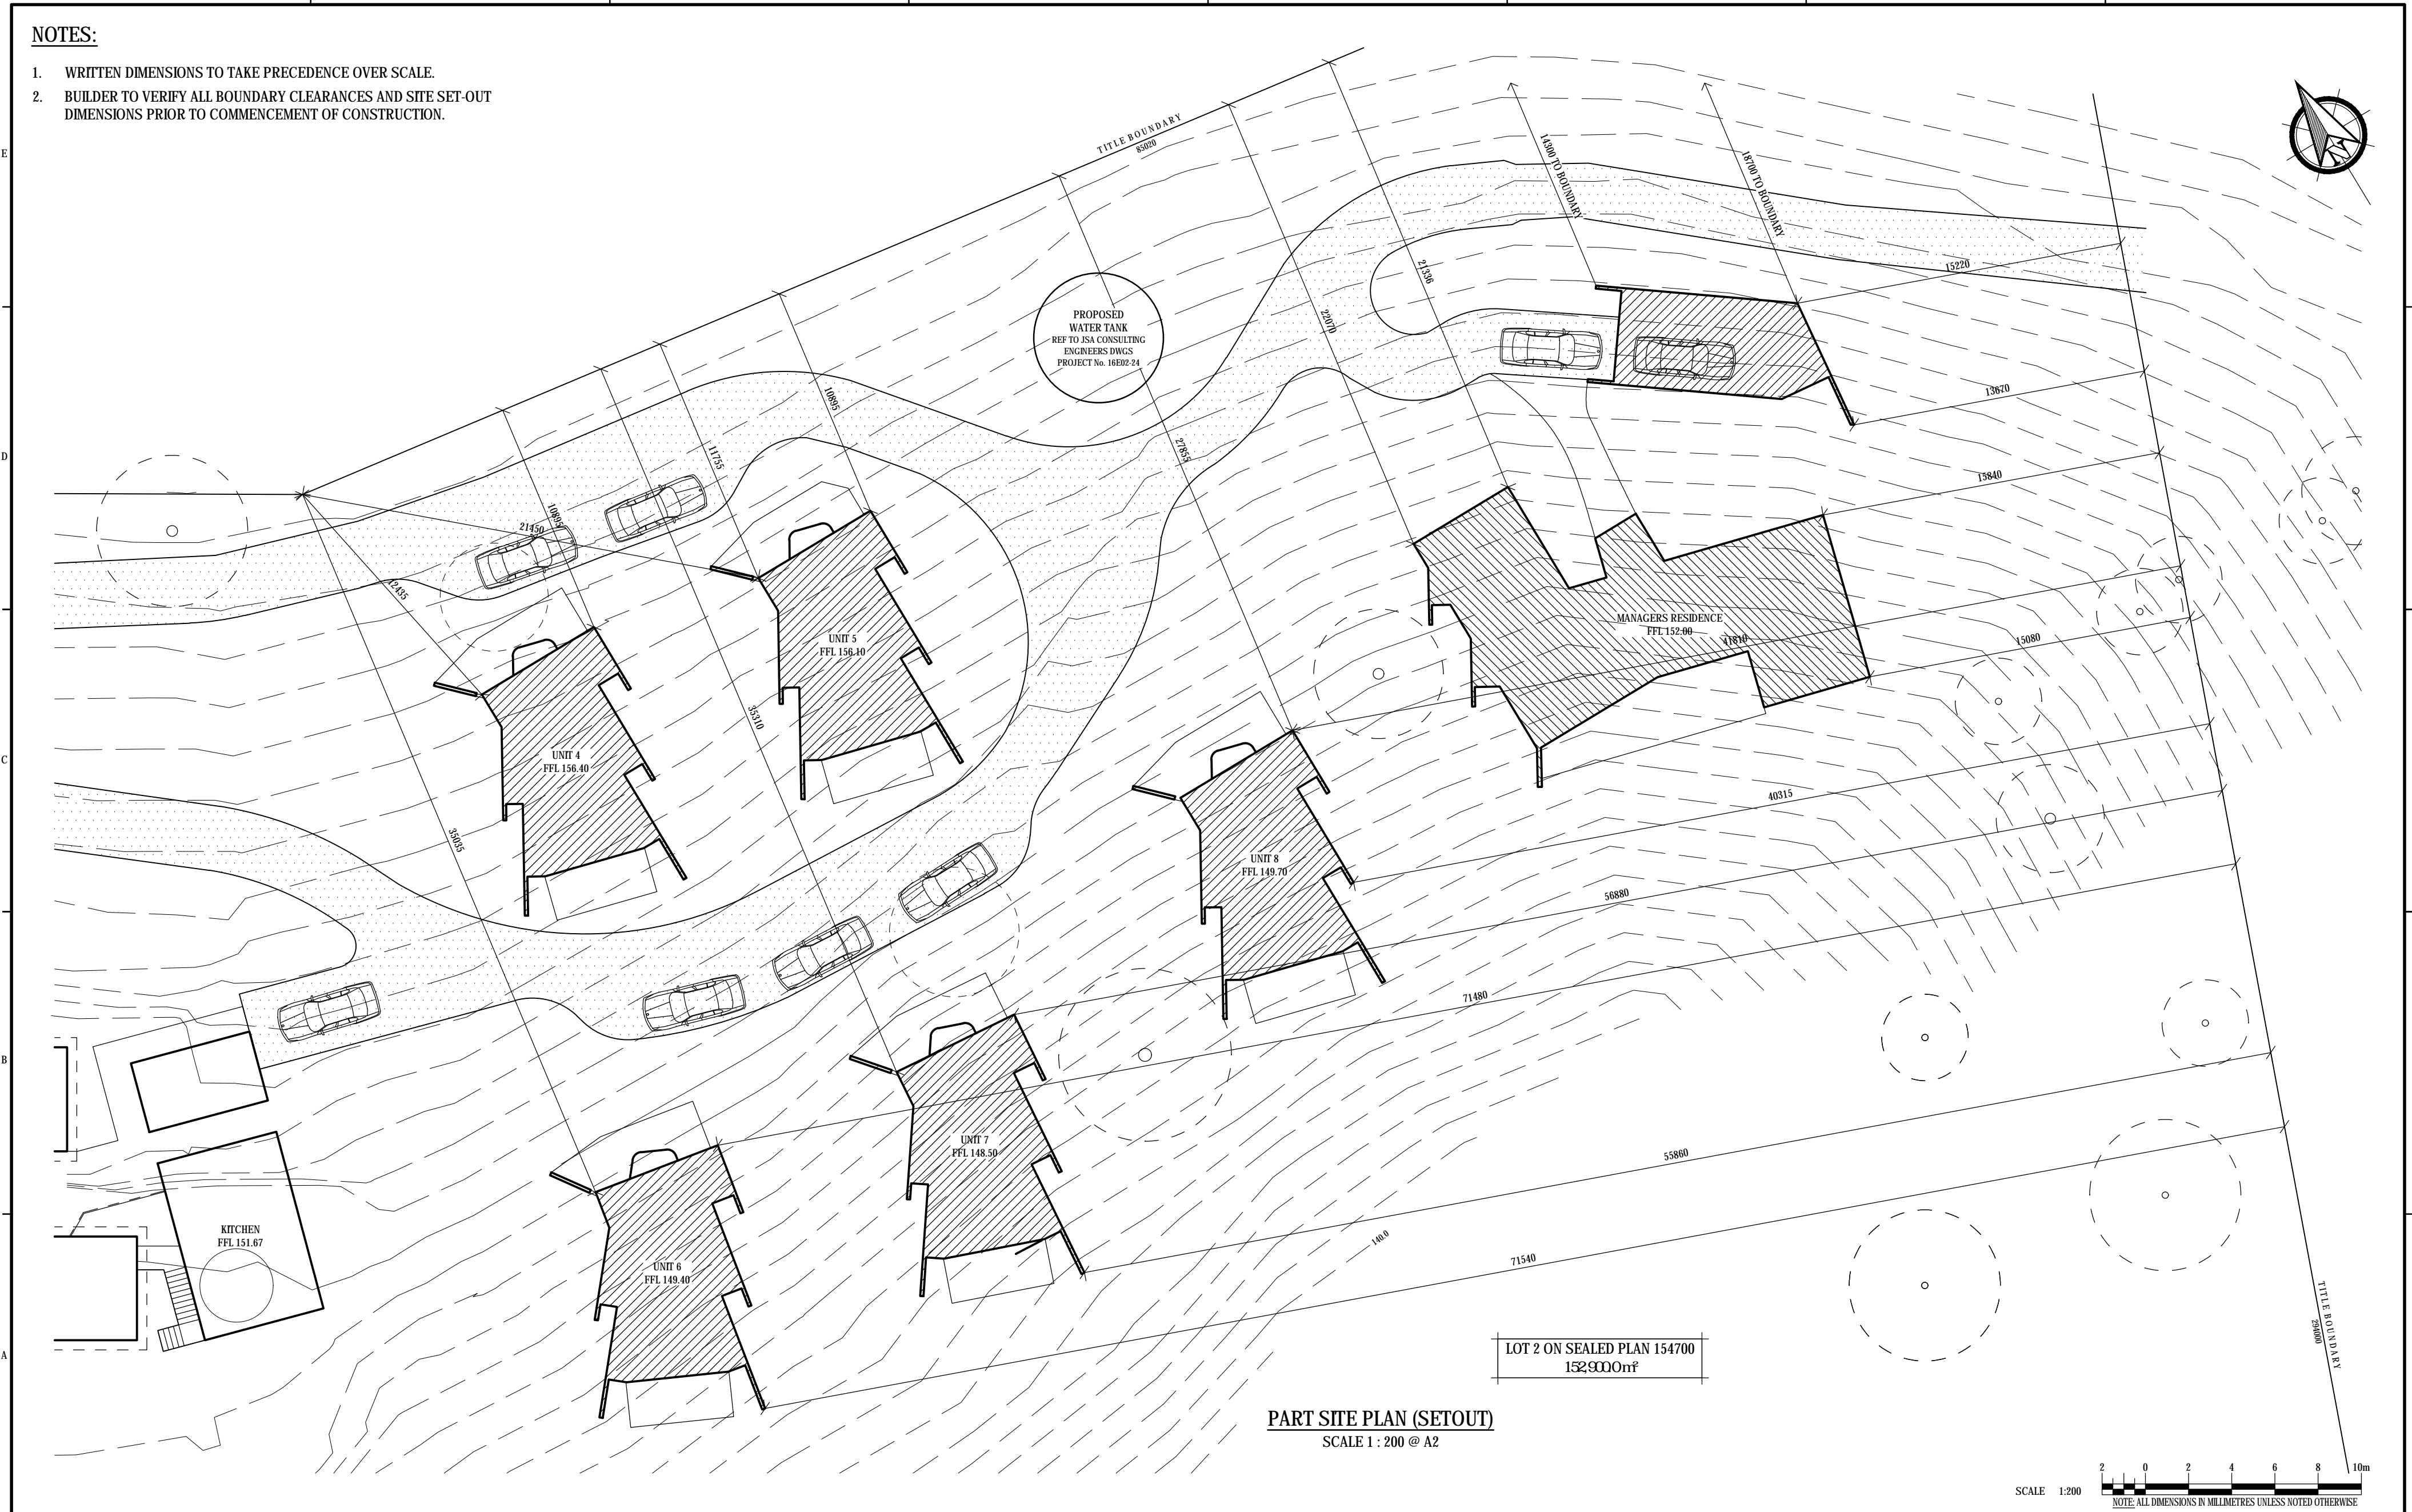 NOTES:
1. WRITTEN DIMENSIONS TO TAKE PRECEDENCE OVER SCALE.
2. BUILDER TO VERIFY ALL BOUNDARY CLEARANCES AND SITE SET-OUT
DIMENSIONS PRIOR TO COMMENCEMENT OF CONSTRUCTION.
TITLE BOUNDARY
85020
14300 TO BOUNDARY
18700 TO BOUNDARY
N
E
15220
21336
22070
PROPOSED
WATER TANK
REF TO JSA CONSULTING
ENGINEERS DWGS
PROJECT No. 16E02-24
13670
10895
D
11755
27855
15840
10895
21450
12435
UNIT 5
FFL 156.10
MANAGERS RESIDENCE
FFL 152.00
41810
15080
35310
UNIT 4
FFL 156.40
C
40315
35035
UNIT 8
FFL 149.70
56880
71480
B
UNIT 7
FFL 148.50
55860
KITCHEN
FFL 151.67
140.0
71540
UNIT 6
FFL 149.40
TITLE BOUNDARY
294000
A
LOT 2 ON SEALED PLAN 154700
152,900.0m²
PART SITE PLAN (SETOUT)
SCALE 1 : 200 @ A2
2 0 2 4 6 8 10m
SCALE 1:200
NOTE: ALL DIMENSIONS IN MILLIMETRES UNLESS NOTED OTHERWISE